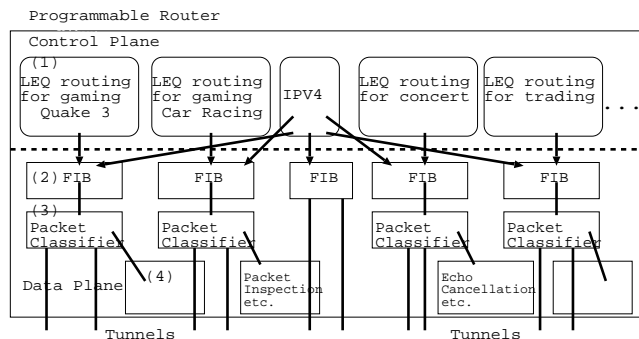 Programmable Router
Control Plane
(1)
LEQ routing
for gaming
Quake 3
LEQ routing
for gaming
Car Racing
IPV4
LEQ routing
for concert
LEQ routing
for trading
. . .
(2) FIB
FIB
FIB
FIB
FIB
(3)
Packet
Classifier
Packet
Classifier
Packet
Classifier
Packet
Classifier
Data Plane
(4)
Packet
Inspection
etc.
Echo
Cancellation
etc.
Tunnels
Tunnels